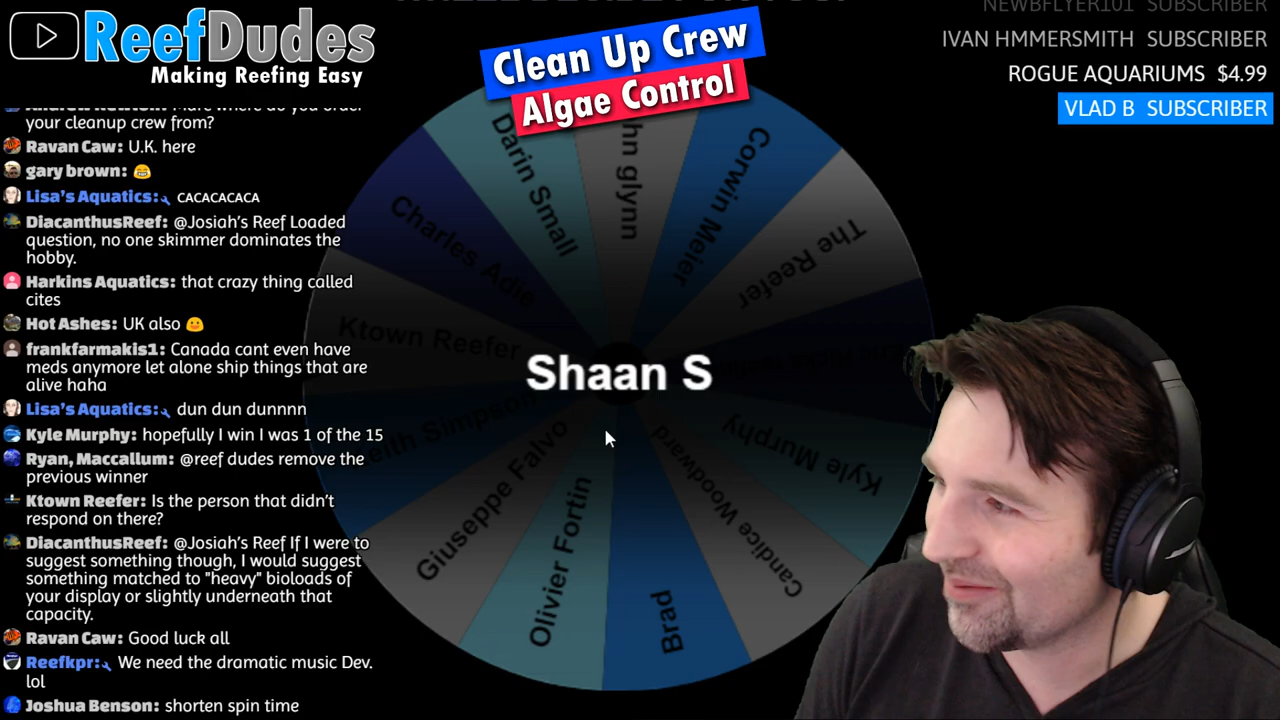 ReefDudes
Making Reefing Easy
Clean Up Crew
Algae Control
NEWBFLYER101 SUBSCRIBER
IVAN HMMERSMITH SUBSCRIBER
ROGUE AQUARIUMS $4.99
VLAD B SUBSCRIBER
your cleanup crew from?
Ravan Caw: U.K. here
gary brown: 😂
Lisa's Aquatics: CACACACACA
DiacanthusReef: @Josiah's Reef Loaded
question, no one skimmer dominates the
hobby.
Harkins Aquatics: that crazy thing called
cites
Hot Ashes: UK also 🙂
frankfarmakis1: Canada cant even have
meds anymore let alone ship things that are
alive haha
Lisa's Aquatics: dun dun dunnnn
Kyle Murphy: hopefully I win I was 1 of the 15
Ryan, Maccallum: @reef dudes remove the
previous winner
Ktown Reefer: Is the person that didn't
respond on there?
DiacanthusReef: @Josiah's Reef If I were to
suggest something though, I would suggest
something matched to "heavy" bioloads of
your display or slightly underneath that
capacity.
Ravan Caw: Good luck all
Reefkpr: We need the dramatic music Dev.
lol
Joshua Benson: shorten spin time
Shaan S
Darin Small
hn glynn
Corwin Meier
The Reefer
Kyle Murphy
Candice Woodward
Brad
Olivier Fortin
Giuseppe Falvo
Keith Simpson
Ktown Reefer
Charles Adie